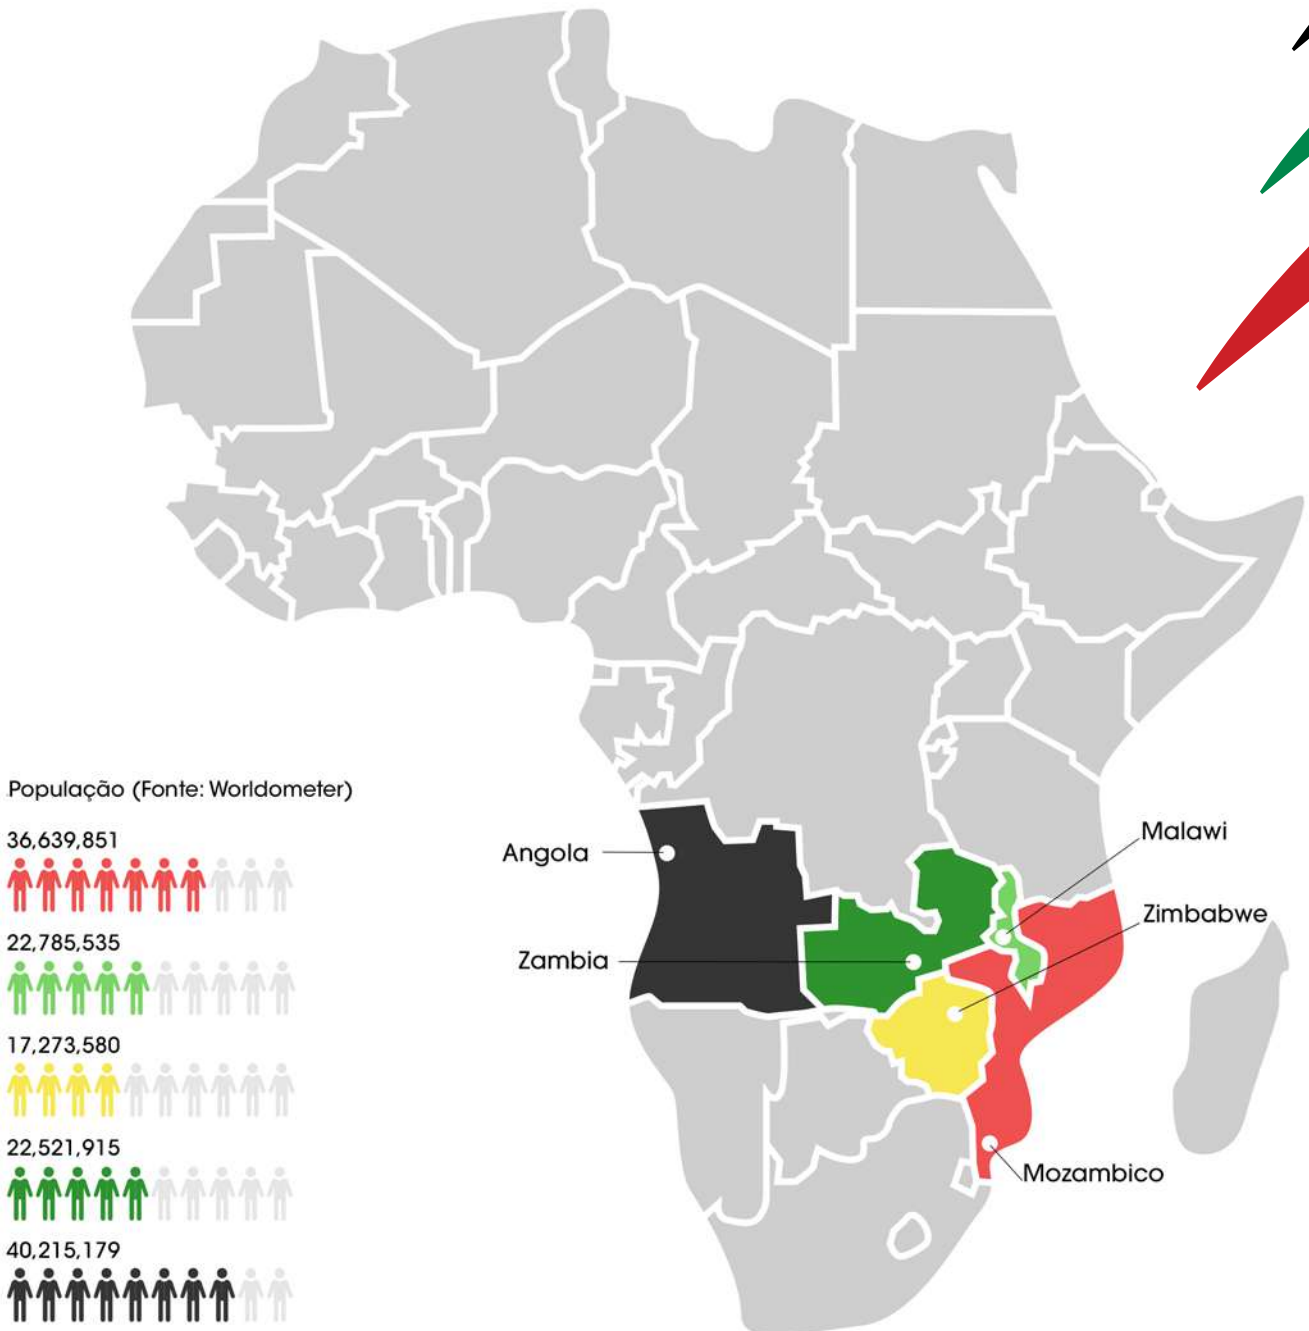 População (Fonte: Worldometer)
36,639,851
22,785,535
17,273,580
22,521,915
40,215,179
Angola
Zambia
Malawi
Zimbabwe
Mozambico